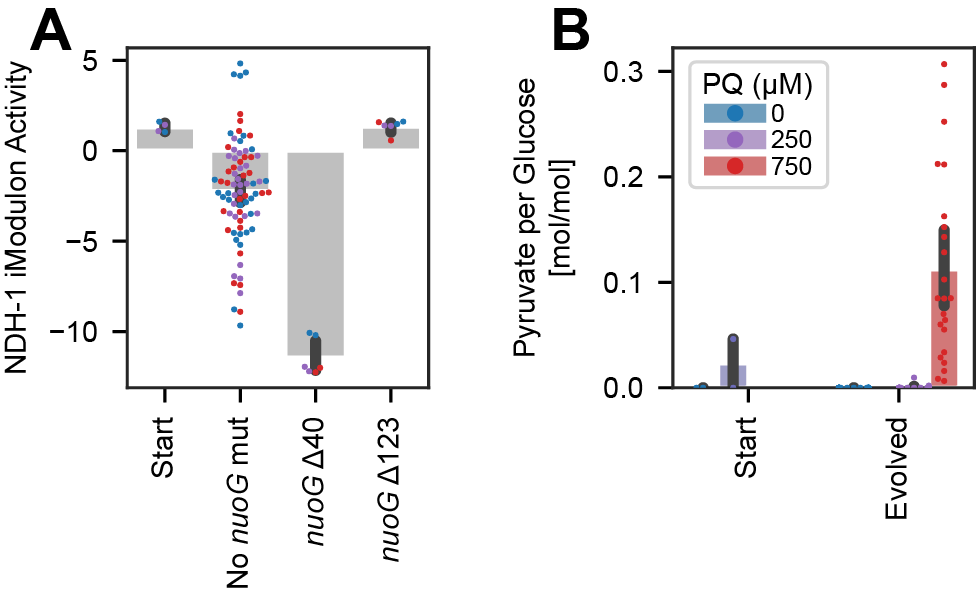 A
NDH-1 iModulon Activity
5
0
−5
−10
Start
No nuoG mut
nuoG Δ40
nuoG Δ123
B
Pyruvate per Glucose
[mol/mol]
0.3
0.2
0.1
0.0
PQ (µM)
0
250
750
Start
Evolved